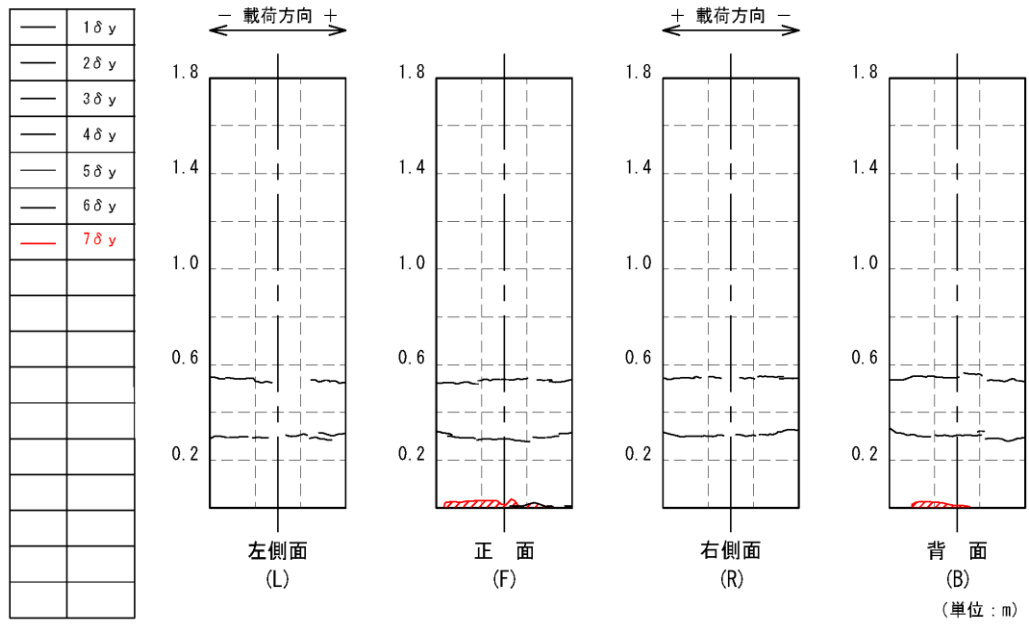 1δy
2δy
3δy
4δy
5δy
6δy
7δy
− 載荷方向 +
1.8
1.4
1.0
0.6
0.2
左側面
(L)
1.8
1.4
1.0
0.6
0.2
正 面
(F)
+ 載荷方向 −
1.8
1.4
1.0
0.6
0.2
右側面
(R)
1.8
1.4
1.0
0.6
0.2
背 面
(B)
(単位:m)